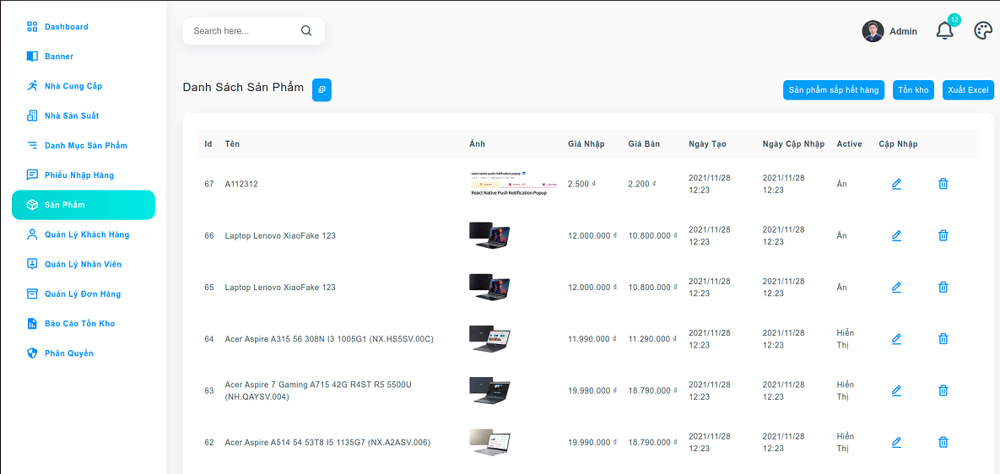 Dashboard
Banner
Nhà Cung Cấp
Nhà Sản Suất
Danh Mục Sản Phẩm
Phiếu Nhập Hàng
Sản Phẩm
Quản Lý Khách Hàng
Quản Lý Nhân Viên
Quản Lý Đơn Hàng
Báo Cáo Tồn Kho
Phân Quyền
Search here...
Admin
12
Danh Sách Sản Phẩm
Sản phẩm sắp hết hàng
Tồn kho
Xuất Excel
Id Tên Ảnh Giá Nhập Giá Bán Ngày Tạo Ngày Cập Nhập Active Cập Nhập
67 A112312 2.500 ₫ 2.200 ₫ 2021/11/28 12:23 2021/11/28 12:23 Ẩn
react-native-push-notification popup
React Native Push Notification Popup
66 Laptop Lenovo XiaoFake 123 12.000.000 ₫ 10.800.000 ₫ 2021/11/28 12:23 2021/11/28 12:23 Ẩn
65 Laptop Lenovo XiaoFake 123 12.000.000 ₫ 10.800.000 ₫ 2021/11/28 12:23 2021/11/28 12:23 Ẩn
64 Acer Aspire A315 56 308N I3 1005G1 (NX.HS5SV.00C) 11.990.000 ₫ 11.290.000 ₫ 2021/11/28 12:23 2021/11/28 12:23 Hiển Thị
63 Acer Aspire 7 Gaming A715 42G R4ST R5 5500U (NH.QAYSV.004) 19.990.000 ₫ 18.790.000 ₫ 2021/11/28 12:23 2021/11/28 12:23 Hiển Thị
62 Acer Aspire A514 54 53T8 I5 1135G7 (NX.A2ASV.006) 19.990.000 ₫ 18.790.000 ₫ 2021/11/28 12:23 2021/11/28 12:23 Hiển Thị